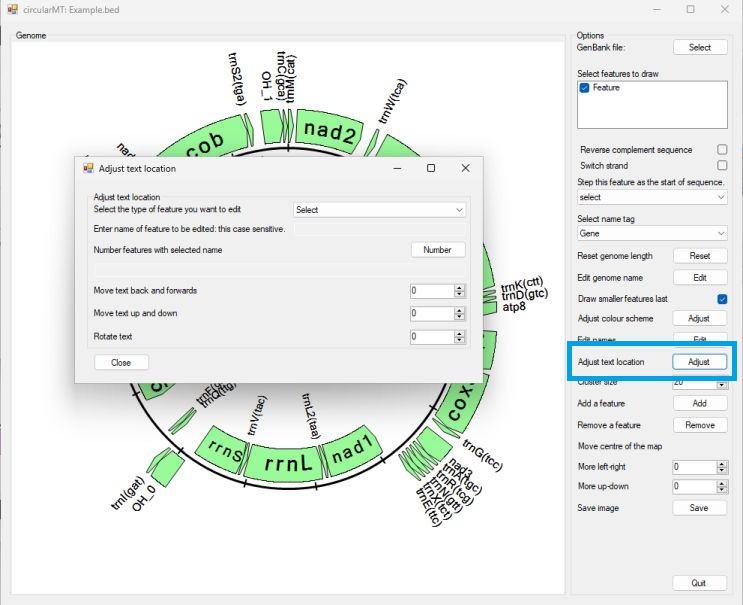 circularMT: Example.bed
Genome
trnS2(tga)
OH_1
trnC(gca)
trnM(cat)
nad2
trnW(tca)
cob
trnK(ctt)
trnD(gtc)
atp8
trnG(tcc)
nad3
trnA(tgc)
trnR(tcg)
trnN(gtt)
trnX(tct)
trnE(ttc)
nad1
trnL2(taa)
rrnL
trnV(tac)
rrnS
trnI(gat)
OH_0
Adjust text location
Adjust text location
Select the type of feature you want to edit
Select
Enter name of feature to be edited: this case sensitive.
Number features with selected name
Number
Move text back and forwards
0
Move text up and down
0
Rotate text
0
Close
Options
GenBank file:
Select
Select features to draw
Feature
Reverse complement sequence
Switch strand
Step this feature as the start of sequence.
select
Select name tag
Gene
Reset genome length
Reset
Edit genome name
Edit
Draw smaller features last
Adjust colour scheme
Adjust
Edit names
Edit
Adjust text location
Adjust
Cluster size
20
Add a feature
Add
Remove a feature
Remove
Move centre of the map
More left-right
0
More up-down
0
Save image
Save
Quit